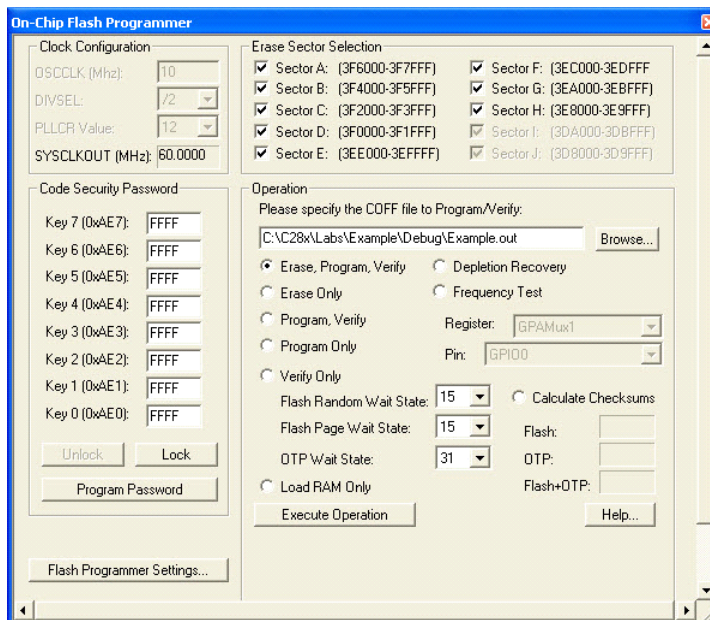 On-Chip Flash Programmer
Clock Configuration
OSCCLK (Mhz): 10
DIVSEL: /2
PLLCR Value: 12
SYSCLKOUT (MHz): 60.0000
Erase Sector Selection
Sector A: (3F6000-3F7FFF)
Sector B: (3F4000-3F5FFF)
Sector C: (3F2000-3F3FFF)
Sector D: (3F0000-3F1FFF)
Sector E: (3EE000-3EFFFF)
Sector F: (3EC000-3EDFFF
Sector G: (3EA000-3EBFFF)
Sector H: (3E8000-3E9FFF)
Sector I: (3DA000-3DBFFF)
Sector J: (3D8000-3D9FFF)
Code Security Password
Key 7 (0xAE7): FFFF
Key 6 (0xAE6): FFFF
Key 5 (0xAE5): FFFF
Key 4 (0xAE4): FFFF
Key 3 (0xAE3): FFFF
Key 2 (0xAE2): FFFF
Key 1 (0xAE1): FFFF
Key 0 (0xAE0): FFFF
Unlock Lock
Program Password
Flash Programmer Settings...
Operation
Please specify the COFF file to Program/Verify:
C:\C28x\Labs\Example\Debug\Example.out Browse...
Erase, Program, Verify Depletion Recovery
Erase Only Frequency Test
Program, Verify Register: GPAMux1
Program Only Pin: GPIO0
Verify Only
Flash Random Wait State: 15 Calculate Checksums
Flash Page Wait State: 15 Flash:
OTP Wait State: 31 OTP:
Load RAM Only Flash+OTP:
Execute Operation Help...